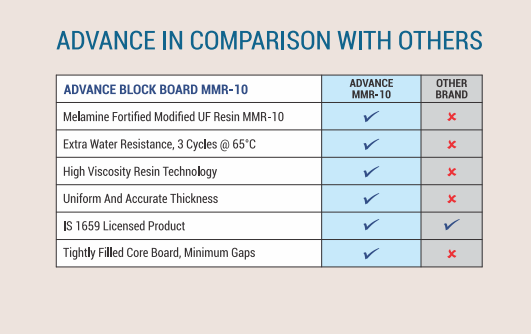 ADVANCE IN COMPARISON WITH OTHERS
ADVANCE BLOCK BOARD MMR-10 ADVANCE MMR-10 OTHER BRAND
Melamine Fortified Modified UF Resin MMR-10 ✓ ✘
Extra Water Resistance, 3 Cycles @ 65°C ✓ ✘
High Viscosity Resin Technology ✓ ✘
Uniform And Accurate Thickness ✓ ✘
IS 1659 Licensed Product ✓ ✓
Tightly Filled Core Board, Minimum Gaps ✓ ✘